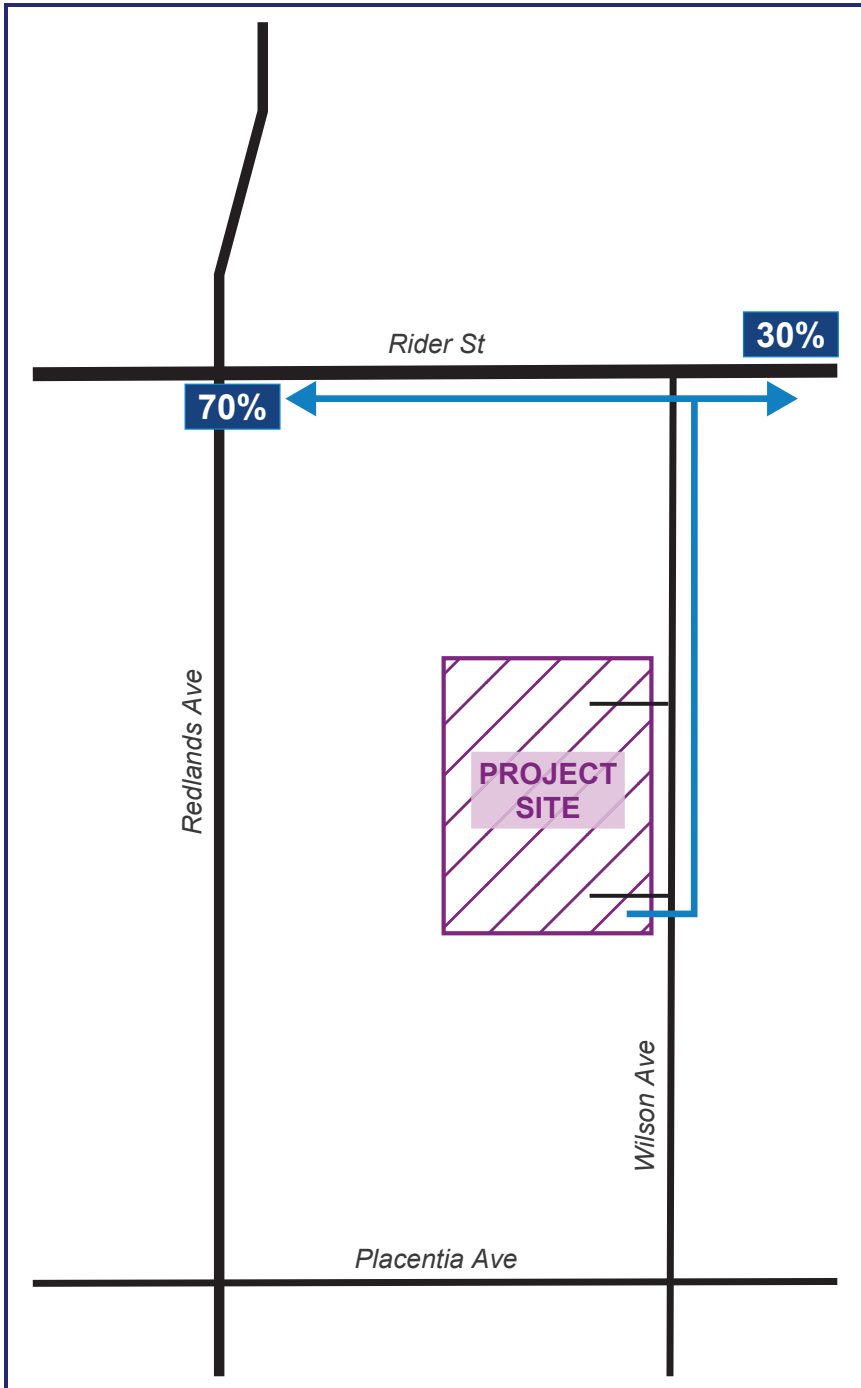 30%
Rider St
70%
Redlands Ave
PROJECT
SITE
Wilson Ave
Placentia Ave